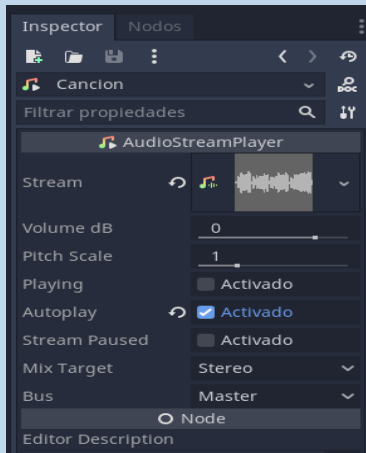 Inspector Nodos
DOC
Cancion
Filtrar propiedades
AudioStreamPlayer
Stream
Volume dB 0
Pitch Scale 1
Playing Activado
Autoplay Activado
Stream Paused Activado
Mix Target Stereo
Bus Master
Node
Editor Description